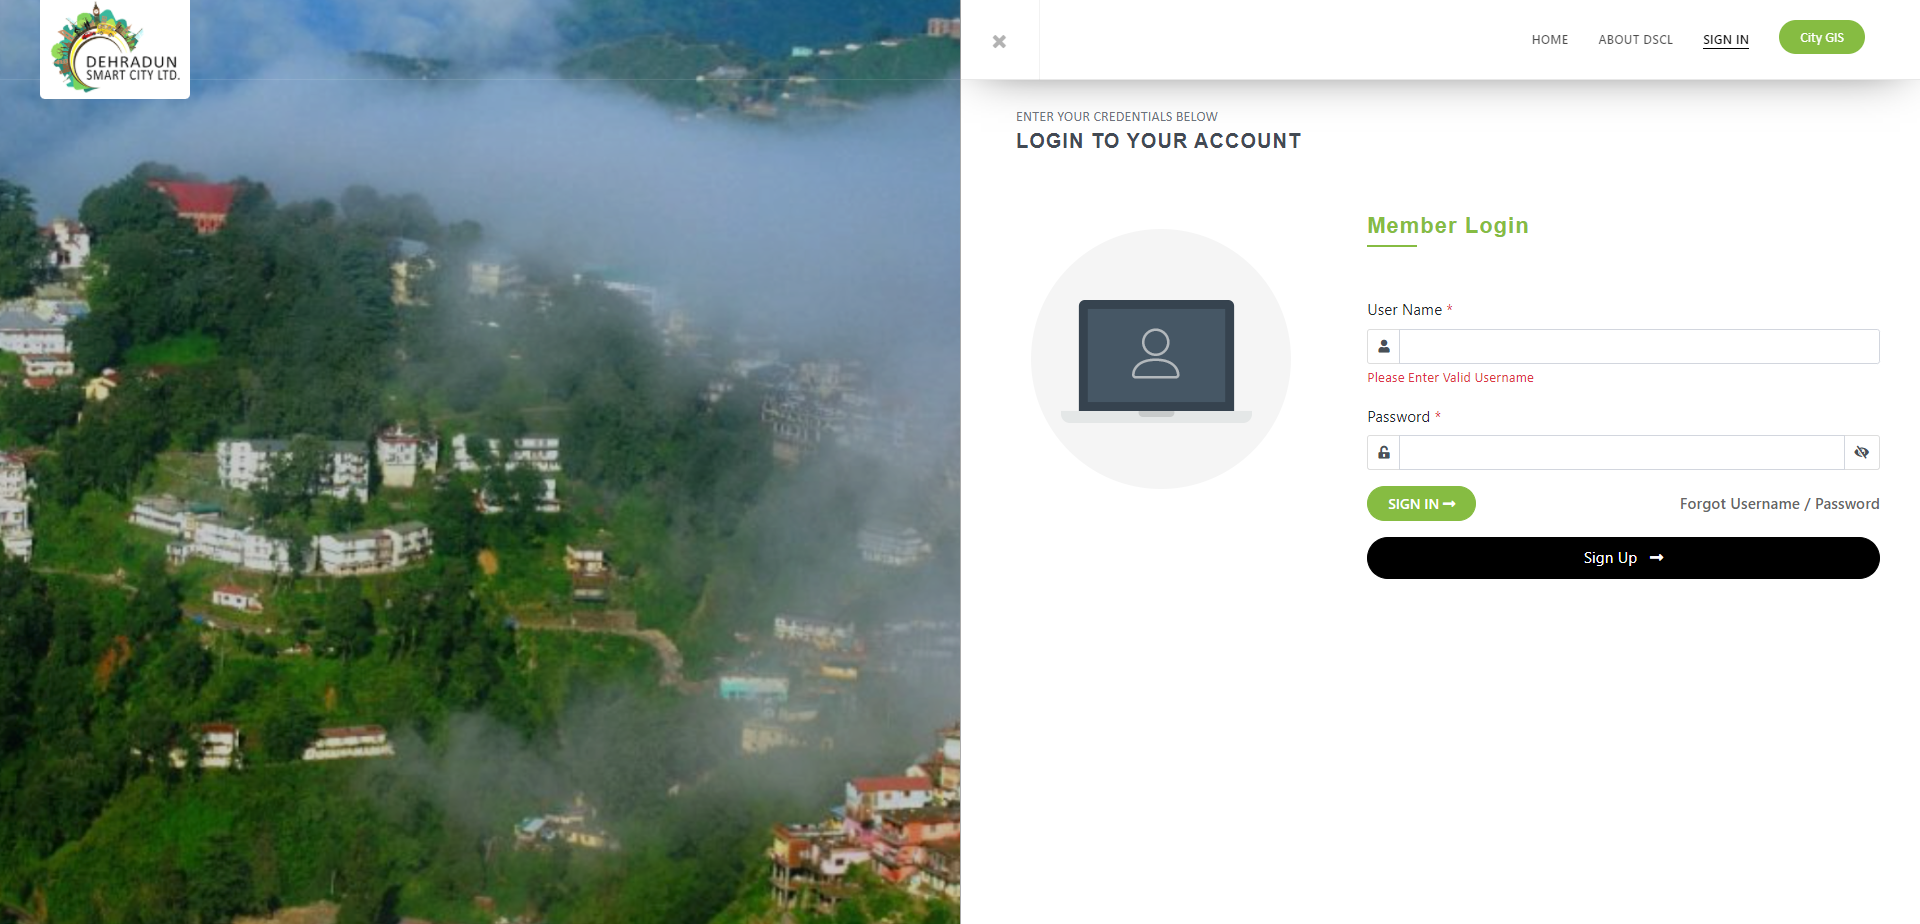 DEHRADUN
SMART CITY LTD.
HOME
ABOUT DSCL
SIGN IN
City GIS
ENTER YOUR CREDENTIALS BELOW
LOGIN TO YOUR ACCOUNT
Member Login
User Name *
Please Enter Valid Username
Password *
SIGN IN
Forgot Username / Password
Sign Up